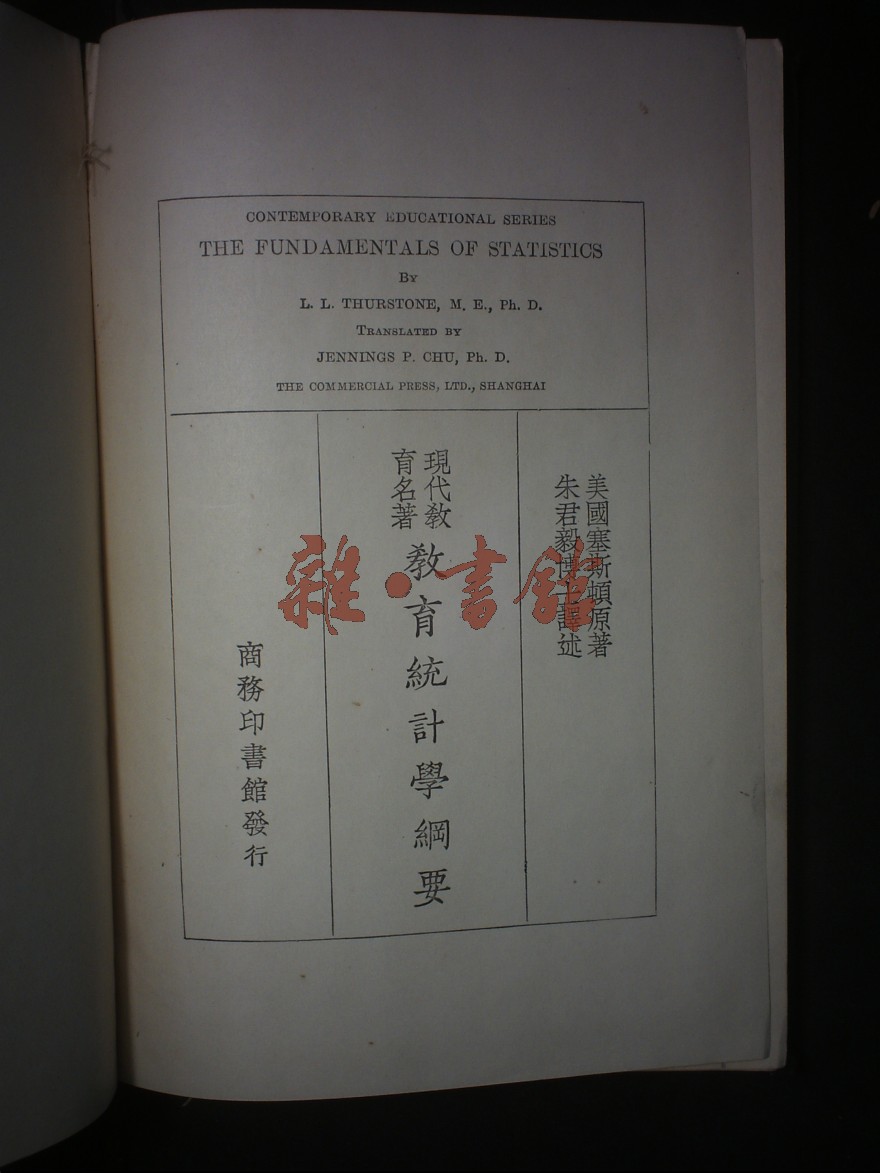 CONTEMPORARY EDUCATIONAL SERIES
THE FUNDAMENTALS OF STATISTICS
BY
L. L. THURSTONE, M. E., Ph. D.
TRANSLATED BY
JENNINGS P. CHU, Ph. D.
THE COMMERCIAL PRESS, LTD., SHANGHAI
美國塞斯頓原著
朱君毅博士譯述
現代教
育名著
教育統計學綱要
商務印書館發行
雜·書館